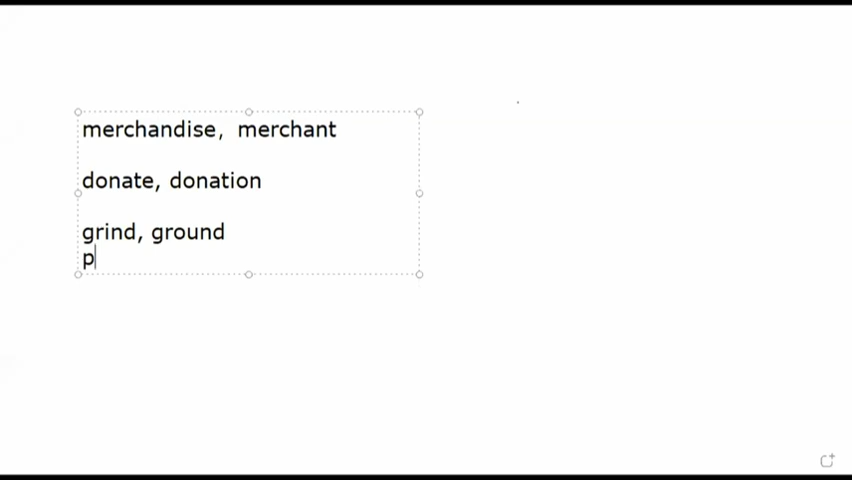 merchandise, merchant
donate, donation
grind, ground
p